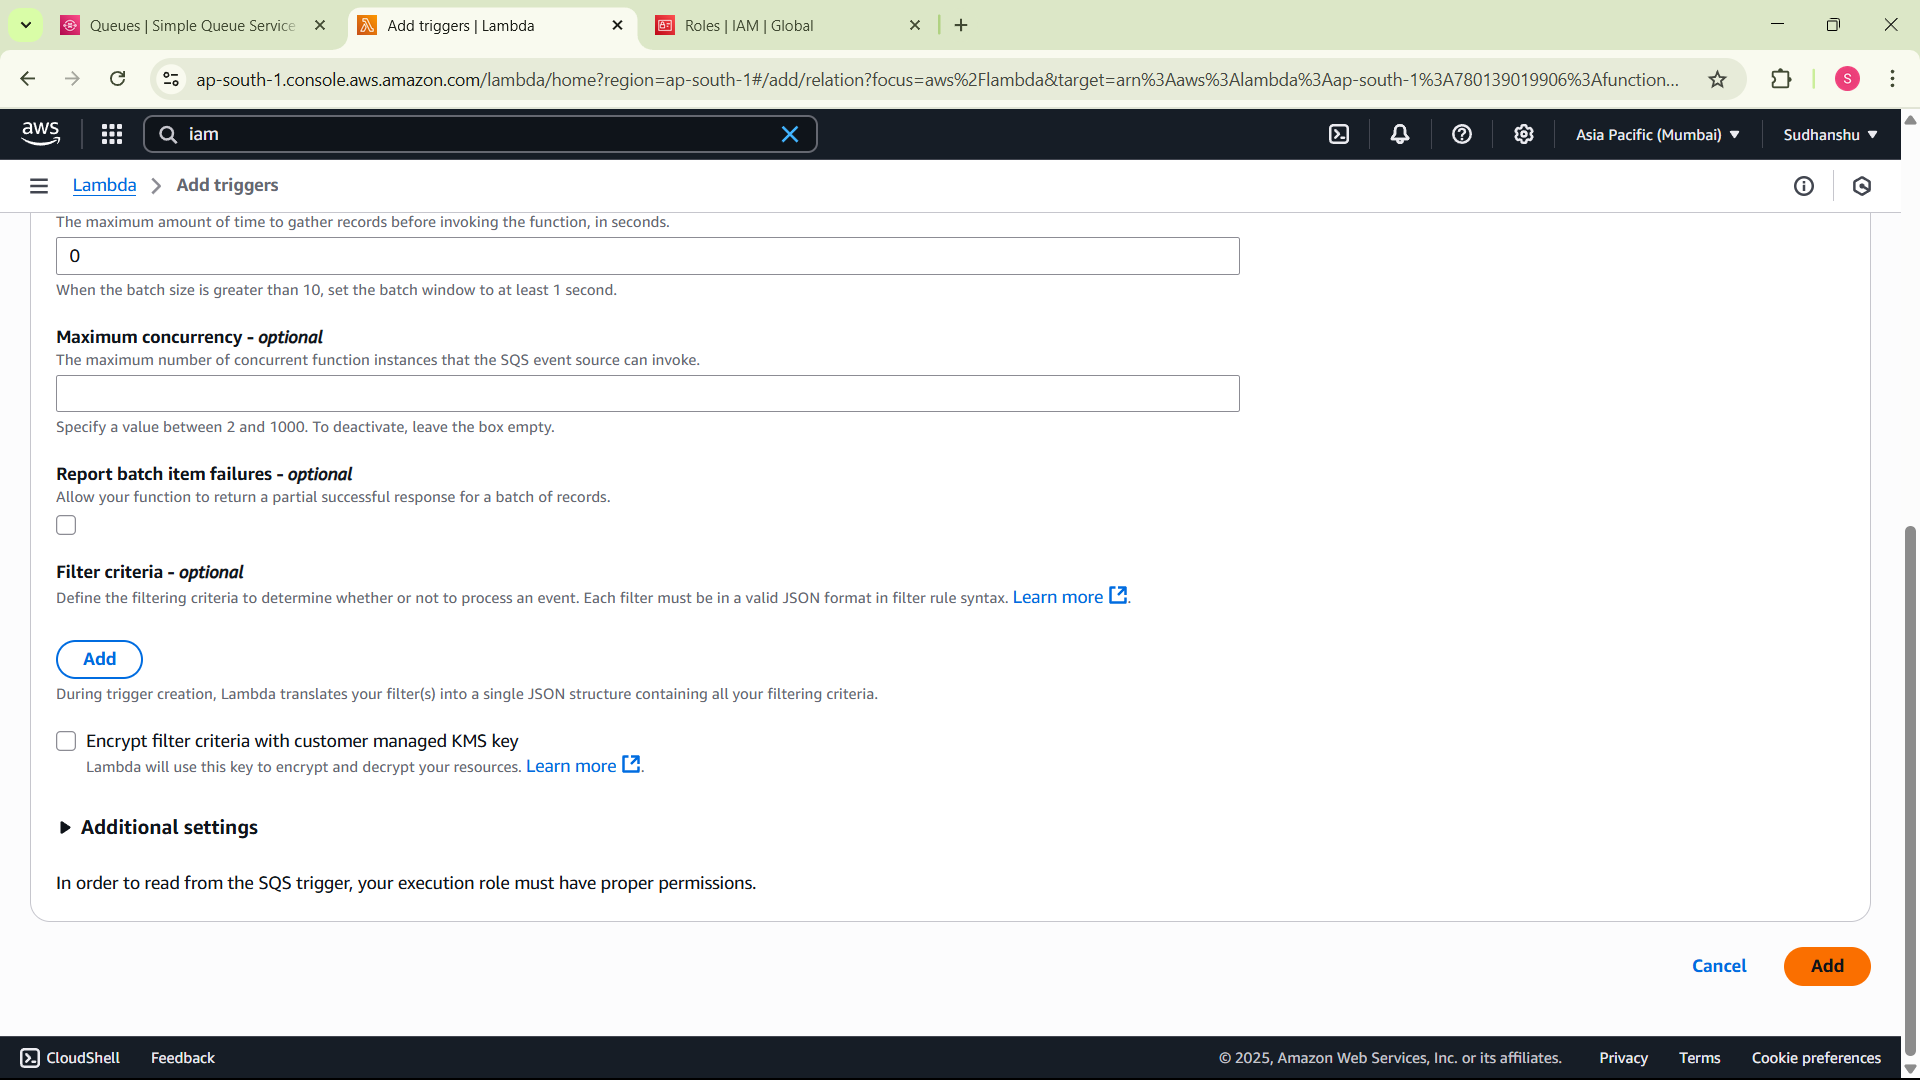 Queues | Simple Queue Service
Add triggers | Lambda
Roles | IAM | Global
ap-south-1.console.aws.amazon.com/lambda/home?region=ap-south-1#/add/relation?focus=aws%2Flambda&target=arn%3Aaws%3Alambda%3Aap-south-1%3A780139019906%3Afunction...
S
aws
iam
Asia Pacific (Mumbai)
Sudhanshu
Lambda
Add triggers
The maximum amount of time to gather records before invoking the function, in seconds.
0
When the batch size is greater than 10, set the batch window to at least 1 second.
Maximum concurrency - optional
The maximum number of concurrent function instances that the SQS event source can invoke.
Specify a value between 2 and 1000. To deactivate, leave the box empty.
Report batch item failures - optional
Allow your function to return a partial successful response for a batch of records.
Filter criteria - optional
Define the filtering criteria to determine whether or not to process an event. Each filter must be in a valid JSON format in filter rule syntax. Learn more.
Add
During trigger creation, Lambda translates your filter(s) into a single JSON structure containing all your filtering criteria.
Encrypt filter criteria with customer managed KMS key
Lambda will use this key to encrypt and decrypt your resources. Learn more.
Additional settings
In order to read from the SQS trigger, your execution role must have proper permissions.
Cancel
Add
CloudShell
Feedback
© 2025, Amazon Web Services, Inc. or its affiliates.
Privacy
Terms
Cookie preferences